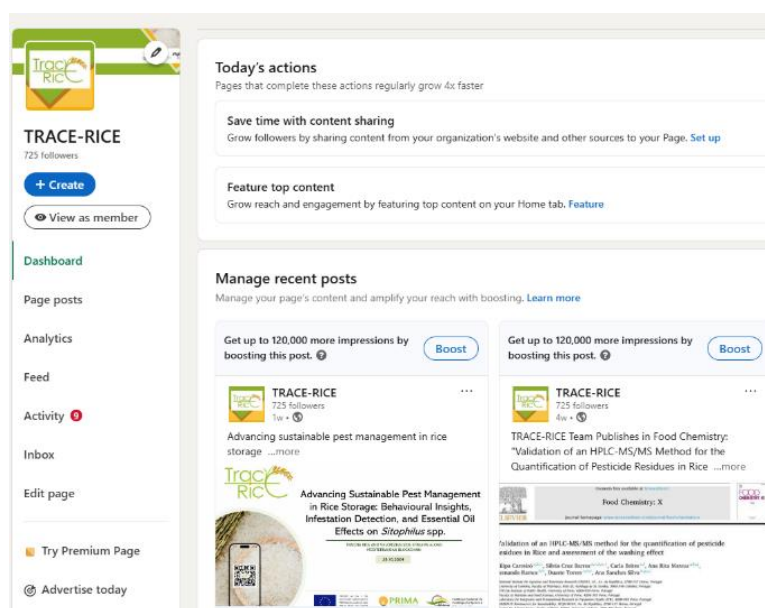 Trace
RicE
TRACE-RICE
725 followers
+ Create
View as member
Dashboard
Page posts
Analytics
Feed
Activity 9
Inbox
Edit page
Try Premium Page
Advertise today
Today's actions
Pages that complete these actions regularly grow 4x faster
Save time with content sharing
Grow followers by sharing content from your organization's website and other sources to your Page. Set up
Feature top content
Grow reach and engagement by featuring top content on your Home tab. Feature
Manage recent posts
Manage your page's content and amplify your reach with boosting. Learn more
Get up to 120,000 more impressions by
boosting this post.
Boost
TRACE-RICE
725 followers
1w •
Advancing sustainable pest management in rice
storage ...more
Trace
RicE
Advancing Sustainable Pest Management
in Rice Storage: Behavioural Insights,
Infestation Detection, and Essential Oil
Effects on Sitophilus spp.
PRIMA
Get up to 120,000 more impressions by
boosting this post.
Boost
TRACE-RICE
725 followers
4w •
TRACE-RICE Team Publishes in Food Chemistry:
"Validation of an HPLC-MS/MS Method for the
Quantification of Pesticide Residues in Rice ...more
Food Chemistry: X
ELSEVIER
Validation of an HPLC-MS/MS method for the quantification of pesticide
residues in Rice and assessment of the washing effect